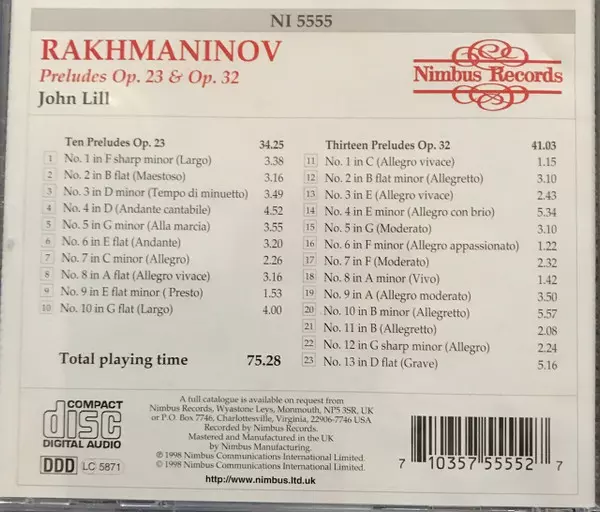 NI 5555
RAKHMANINOV
Preludes Op. 23 & Op. 32
John Lill
Nimbus Records
Ten Preludes Op. 23 34.25
1 No. 1 in F sharp minor (Largo) 3.38
2 No. 2 in B flat (Maestoso) 3.16
3 No. 3 in D minor (Tempo di minuetto) 3.49
4 No. 4 in D (Andante cantabile) 4.52
5 No. 5 in G minor (Alla marcia) 3.55
6 No. 6 in E flat (Andante) 3.20
7 No. 7 in C minor (Allegro) 2.26
8 No. 8 in A flat (Allegro vivace) 3.16
9 No. 9 in E flat minor ( Presto) 1.53
10 No. 10 in G flat (Largo) 4.00
Total playing time 75.28
Thirteen Preludes Op. 32 41.03
11 No. 1 in C (Allegro vivace) 1.15
12 No. 2 in B flat minor (Allegretto) 3.10
13 No. 3 in E (Allegro vivace) 2.43
14 No. 4 in E minor (Allegro con brio) 5.34
15 No. 5 in G (Moderato) 3.10
16 No. 6 in F minor (Allegro appassionato) 1.22
17 No. 7 in F (Moderato) 2.32
18 No. 8 in A minor (Vivo) 1.42
19 No. 9 in A (Allegro moderato) 3.50
20 No. 10 in B minor (Allegretto) 5.57
21 No. 11 in B (Allegretto) 2.08
22 No. 12 in G sharp minor (Allegro) 2.24
23 No. 13 in D flat (Grave) 5.16
COMPACT
disc
DIGITAL AUDIO
DDD LC 5871
A full catalogue is available on request from
Nimbus Records, Wyastone Leys, Monmouth, NP5 3SR, UK
or P.O. Box 7746, Charlottesville, Virginia, 22906-7746 USA
Recorded by Nimbus Records.
Mastered and Manufactured in the UK
by Nimbus Manufacturing.
℗ 1998 Nimbus Communications International Limited
© 1998 Nimbus Communications International Limited
http://www.nimbus.ltd.uk
7 10357 55552 7